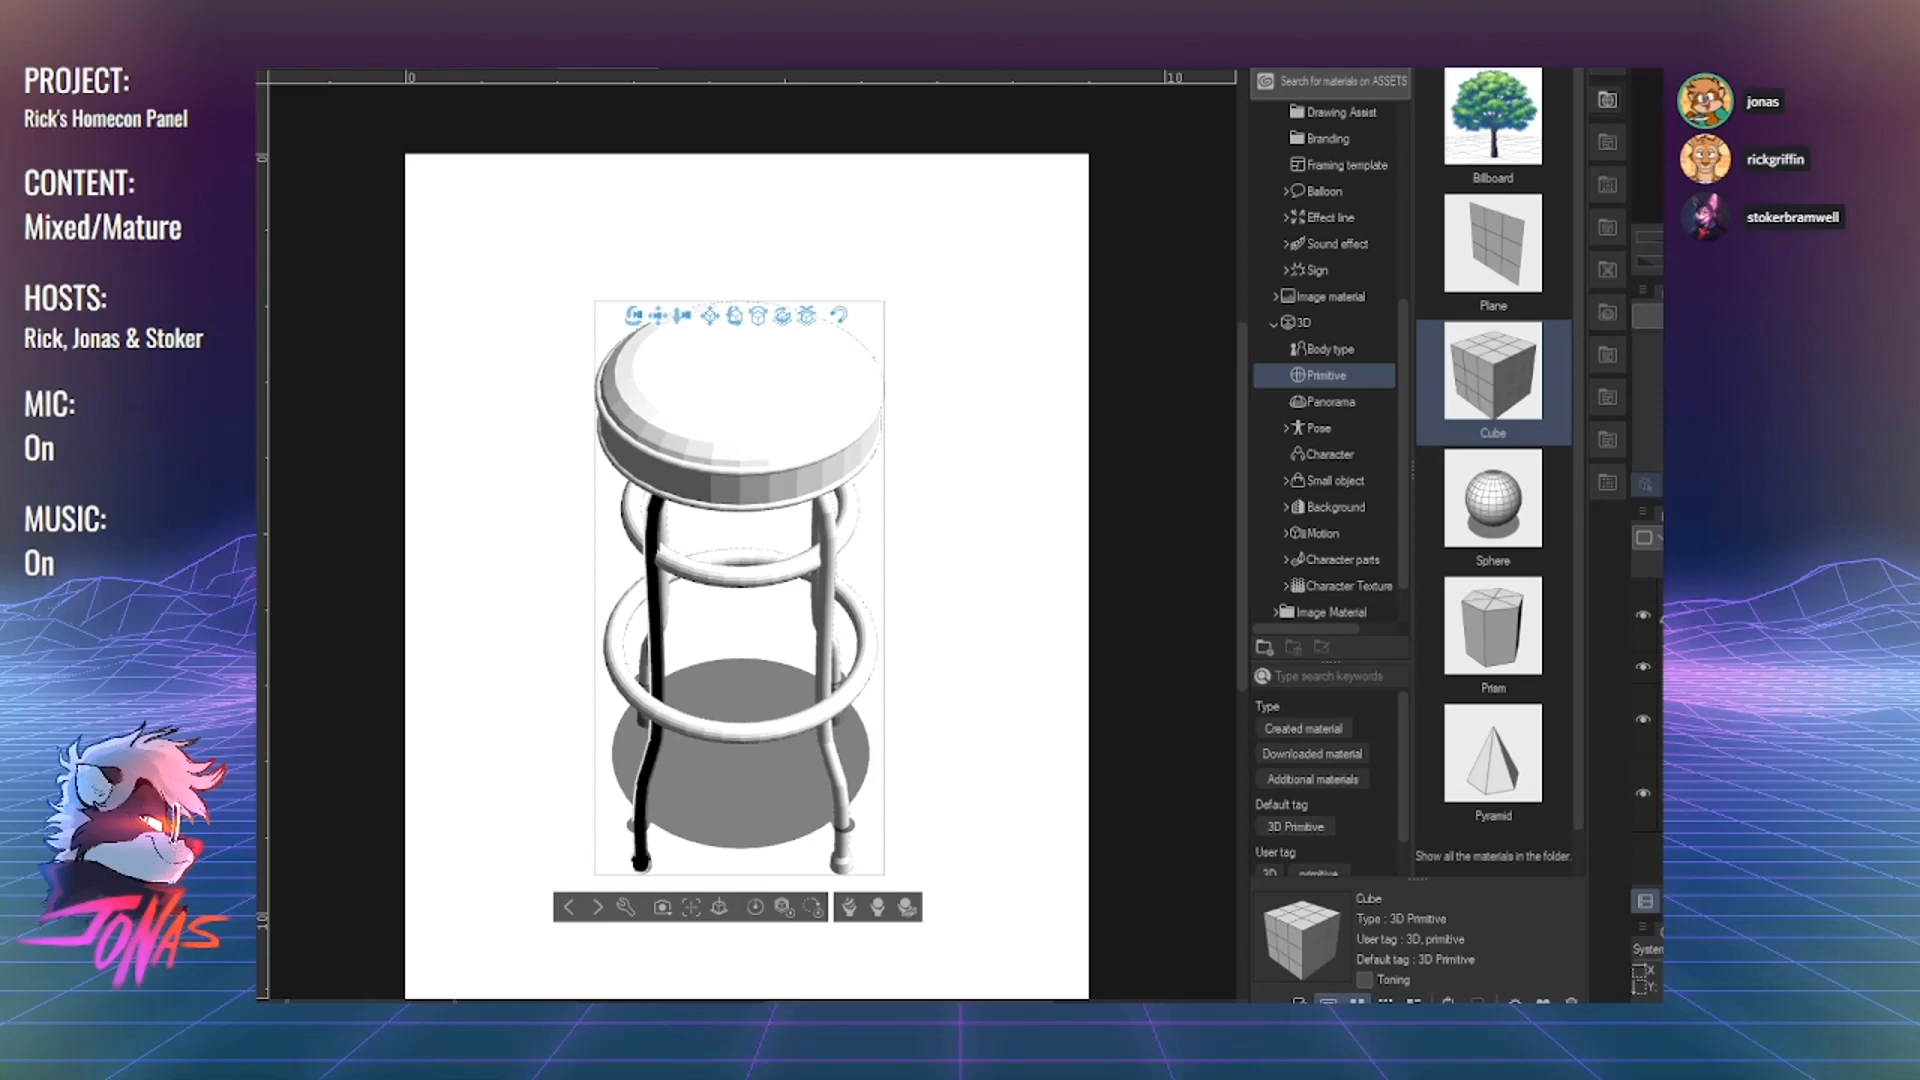 PROJECT:
Rick's Homecon Panel
CONTENT:
Mixed/Mature
HOSTS:
Rick, Jonas & Stoker
MIC:
On
MUSIC:
On
JONAS
0
10
Search for materials on ASSETS
Drawing Assist
Branding
Framing template
Balloon
Effect line
Sound effect
Sign
Image material
3D
Body type
Primitive
Panorama
Pose
Character
Small object
Background
Motion
Character parts
Character Texture
Image Material
Type search keywords
Type
Created material
Downloaded material
Additional materials
Default tag
3D Primitive
User tag
3D primitive
Billboard
Plane
Cube
Sphere
Prism
Pyramid
Show all the materials in the folder.
Cube
Type : 3D Primitive
User tag : 3D, primitive
Default tag : 3D Primitive
Toning
System
X
Y:
jonas
rickgriffin
stokerbramwell